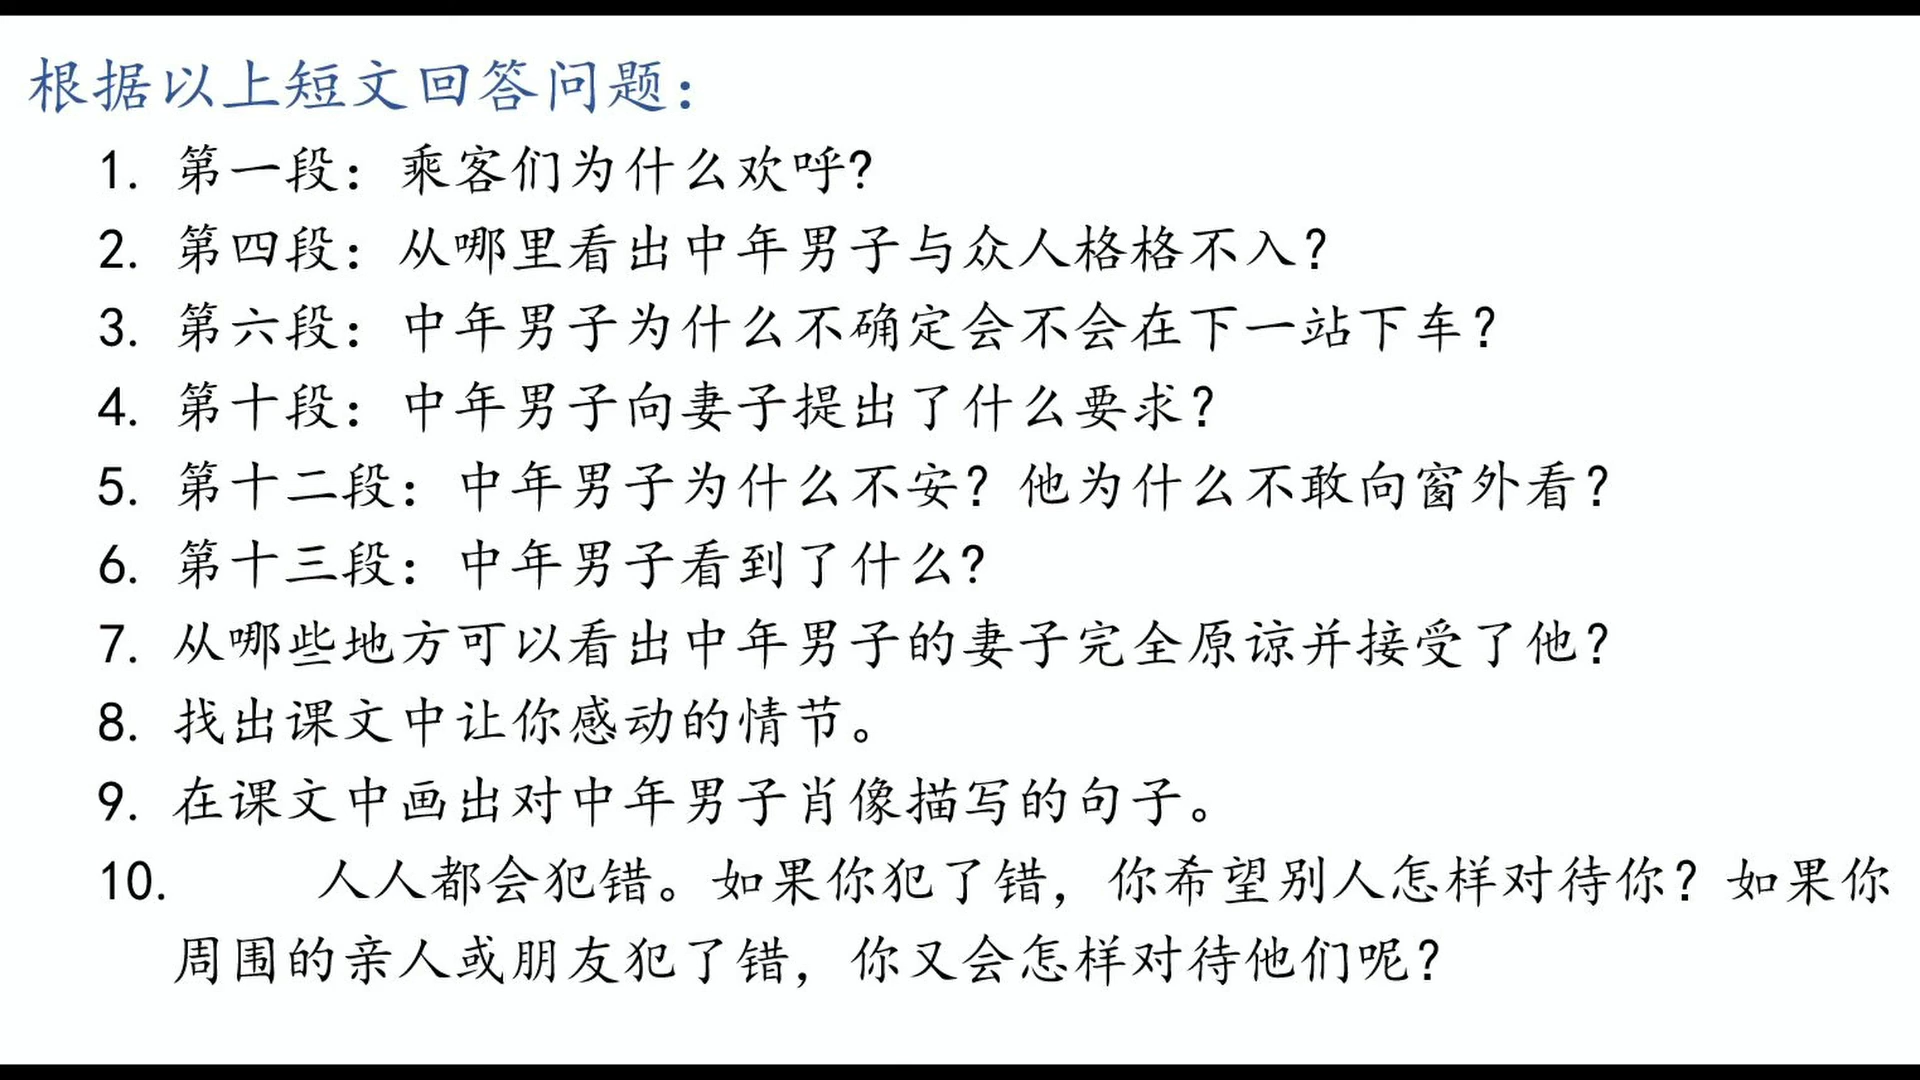 根据以上短文回答问题：
1. 第一段：乘客们为什么欢呼？
2. 第四段：从哪里看出中年男子与众人格格不入？
3. 第六段：中年男子为什么不确定会不会在下一站下车？
4. 第十段：中年男子向妻子提出了什么要求？
5. 第十二段：中年男子为什么不安？他为什么不敢向窗外看？
6. 第十三段：中年男子看到了什么？
7. 从哪些地方可以看出中年男子的妻子完全原谅并接受了他？
8. 找出课文中让你感动的情节。
9. 在课文中画出对中年男子肖像描写的句子。
10. 人人都会犯错。如果你犯了错，你希望别人怎样对待你？如果你
周围的亲人或朋友犯了错，你又会怎样对待他们呢？